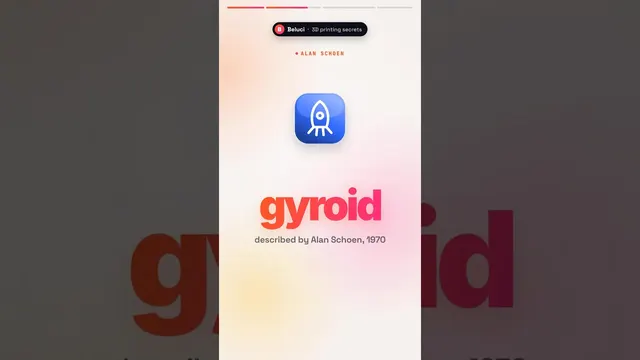 B Beluci · 3D printing secrets
ALAN SCHOEN
gyroid
described by Alan Schoen, 1970